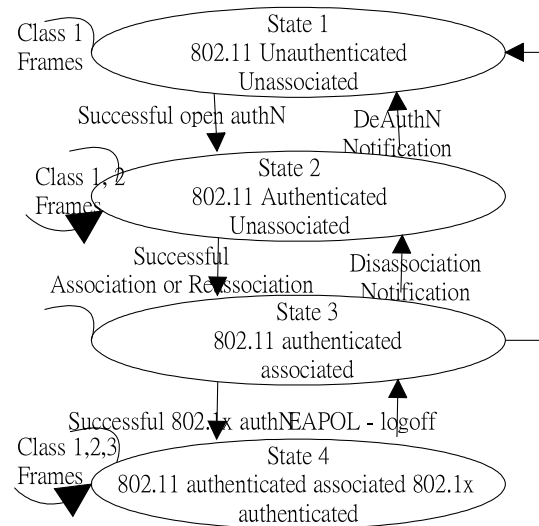 Class 1
Frames
State 1
802.11 Unauthenticated
Unassociated
Successful open authN
DeAuthN
Notification
Class 1, 2
Frames
State 2
802.11 Authenticated
Unassociated
Successful
Association or Reassociation
Disassociation
Notification
State 3
802.11 authenticated
associated
Successful 802.1x authN
EAPOL - logoff
Class 1,2,3
Frames
State 4
802.11 authenticated associated 802.1x
authenticated